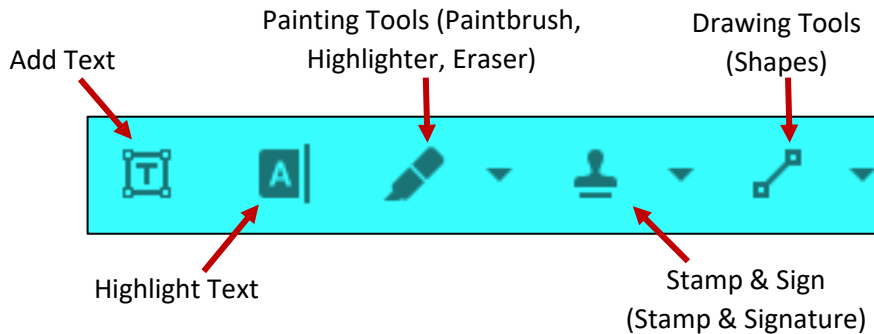 Painting Tools (Paintbrush,
Highlighter, Eraser)
Drawing Tools
(Shapes)
Add Text
T
A
Highlight Text
Stamp & Sign
(Stamp & Signature)